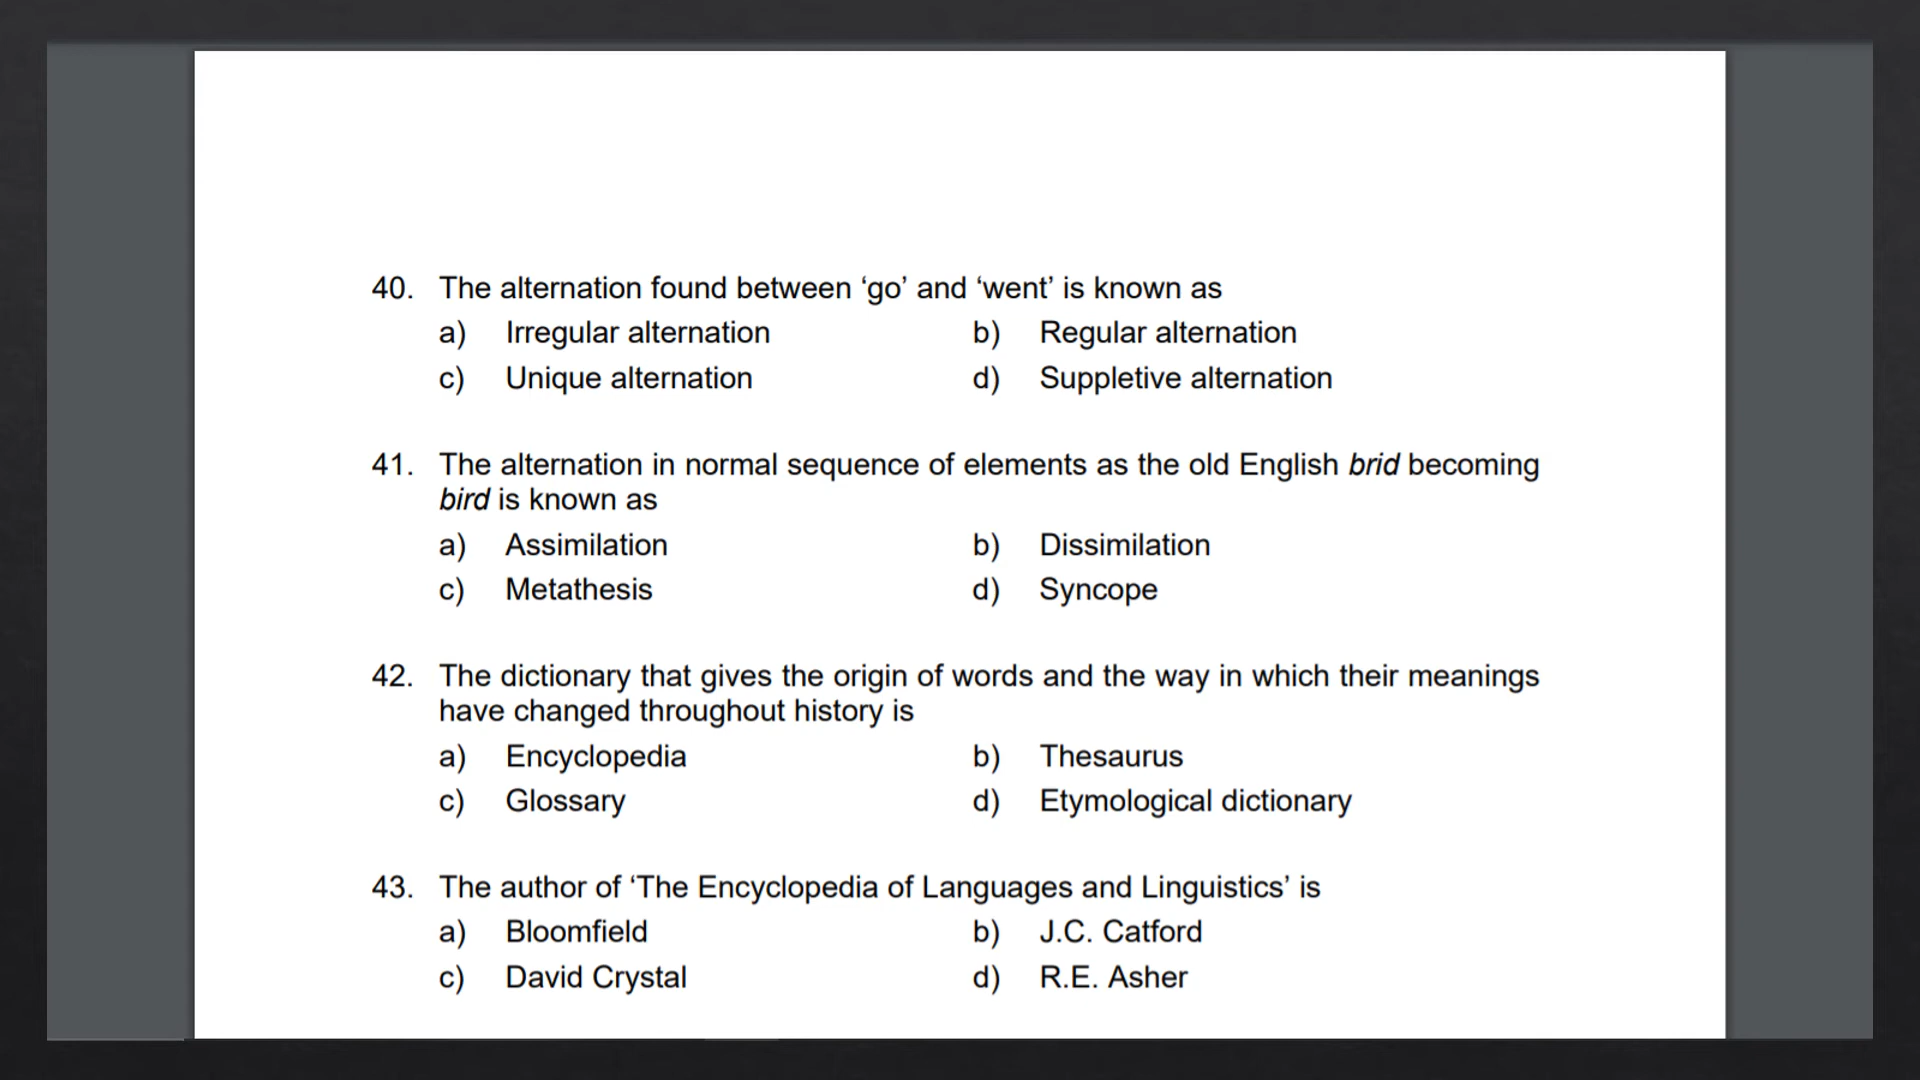 40. The alternation found between ‘go’ and ‘went’ is known as
a) Irregular alternation b) Regular alternation
c) Unique alternation d) Suppletive alternation
41. The alternation in normal sequence of elements as the old English brid becoming
bird is known as
a) Assimilation b) Dissimilation
c) Metathesis d) Syncope
42. The dictionary that gives the origin of words and the way in which their meanings
have changed throughout history is
a) Encyclopedia b) Thesaurus
c) Glossary d) Etymological dictionary
43. The author of ‘The Encyclopedia of Languages and Linguistics’ is
a) Bloomfield b) J.C. Catford
c) David Crystal d) R.E. Asher